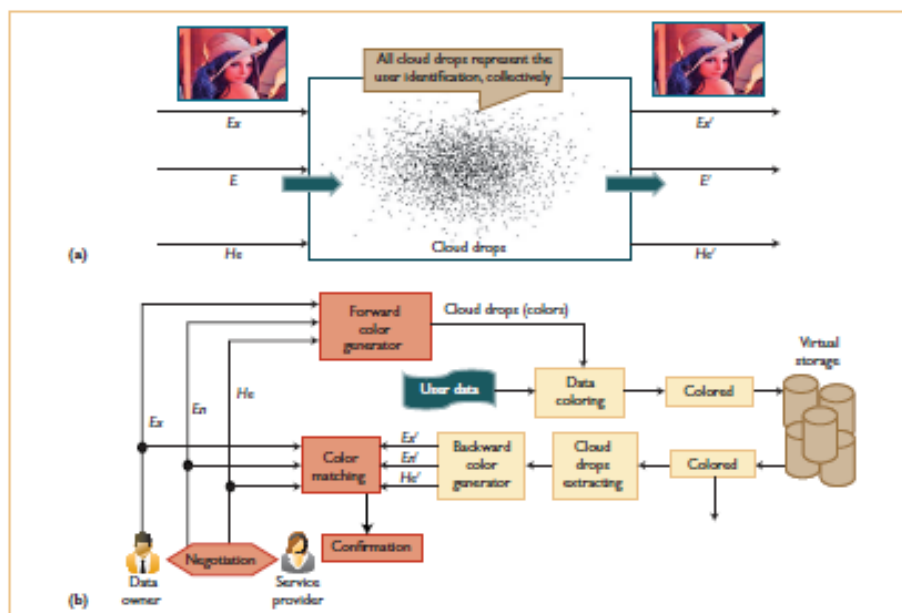 All cloud drops represent the
user identification, collectively
Ex
Ex'
E
E'
He
Cloud drops
He'
(a)
Forward
color
generator
Cloud drops (colors)
Virtual
storage
He
En
Ex
User data
Data
coloring
Colored
Color
matching
Ex'
Ex'
He'
Backward
color
generator
Cloud
drops
extracting
Colored
Negotiation
Confirmation
Data
owner
Service
provider
(b)